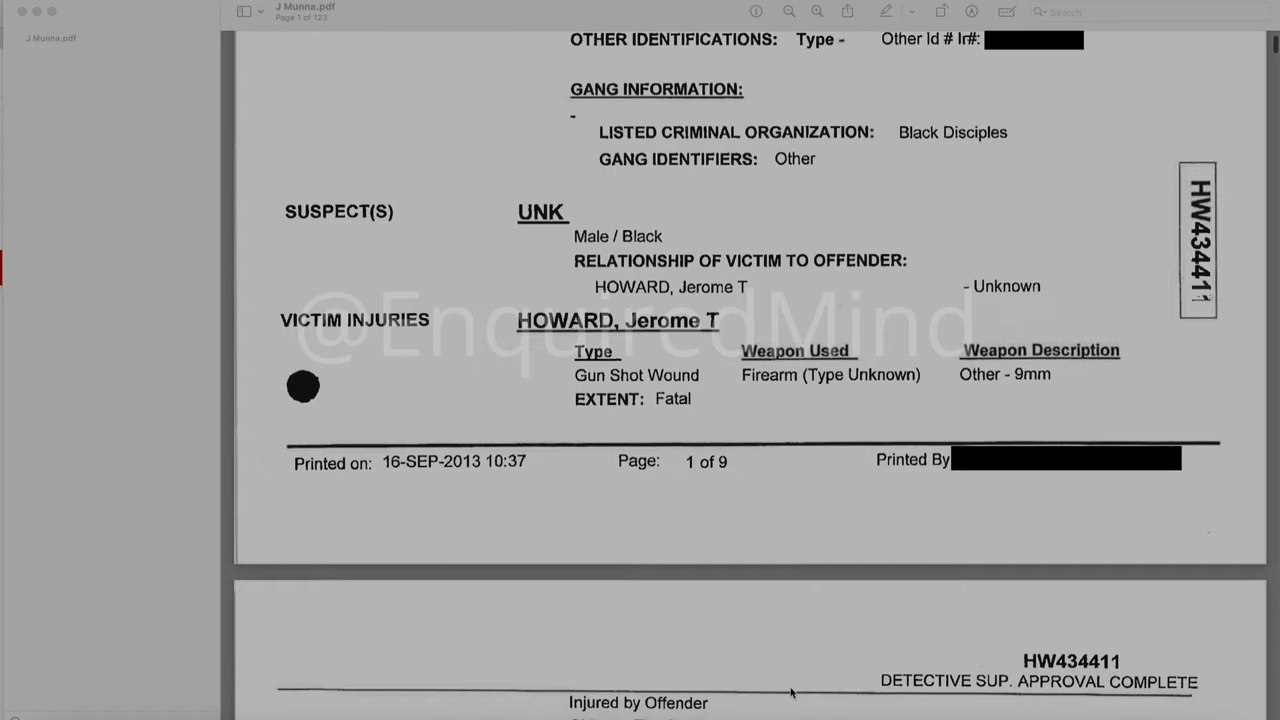 J Munna.pdf
Page 1 of 123
Search
J Munna.pdf
OTHER IDENTIFICATIONS: Type - Other Id # Ir#:
GANG INFORMATION:
-
LISTED CRIMINAL ORGANIZATION: Black Disciples
GANG IDENTIFIERS: Other
HW434411
SUSPECT(S) UNK
Male / Black
RELATIONSHIP OF VICTIM TO OFFENDER:
HOWARD, Jerome T - Unknown
@EnquiredMind
VICTIM INJURIES HOWARD, Jerome T
Type Weapon Used Weapon Description
Gun Shot Wound Firearm (Type Unknown) Other - 9mm
EXTENT: Fatal
Printed on: 16-SEP-2013 10:37 Page: 1 of 9 Printed By
HW434411
DETECTIVE SUP. APPROVAL COMPLETE
Injured by Offender